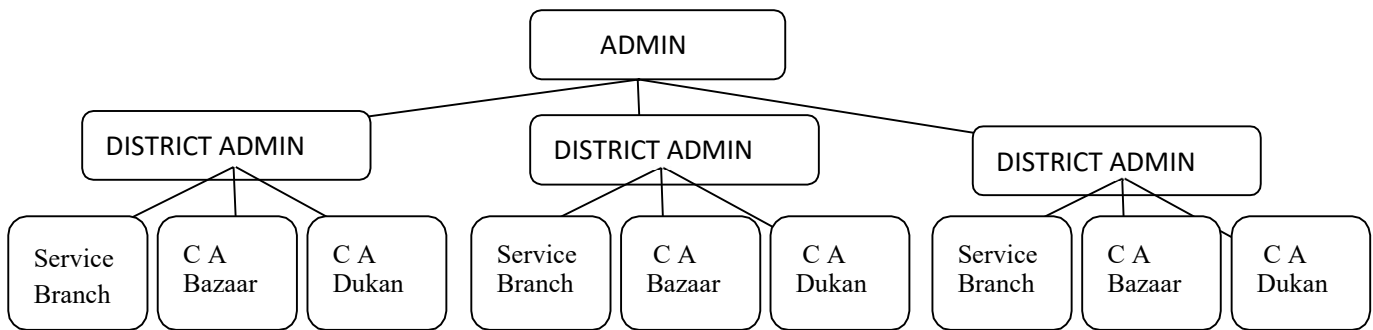 ADMIN
DISTRICT ADMIN
DISTRICT ADMIN
DISTRICT ADMIN
Service
Branch
C A
Bazaar
C A
Dukan
Service
Branch
C A
Bazaar
C A
Dukan
Service
Branch
C A
Bazaar
C A
Dukan